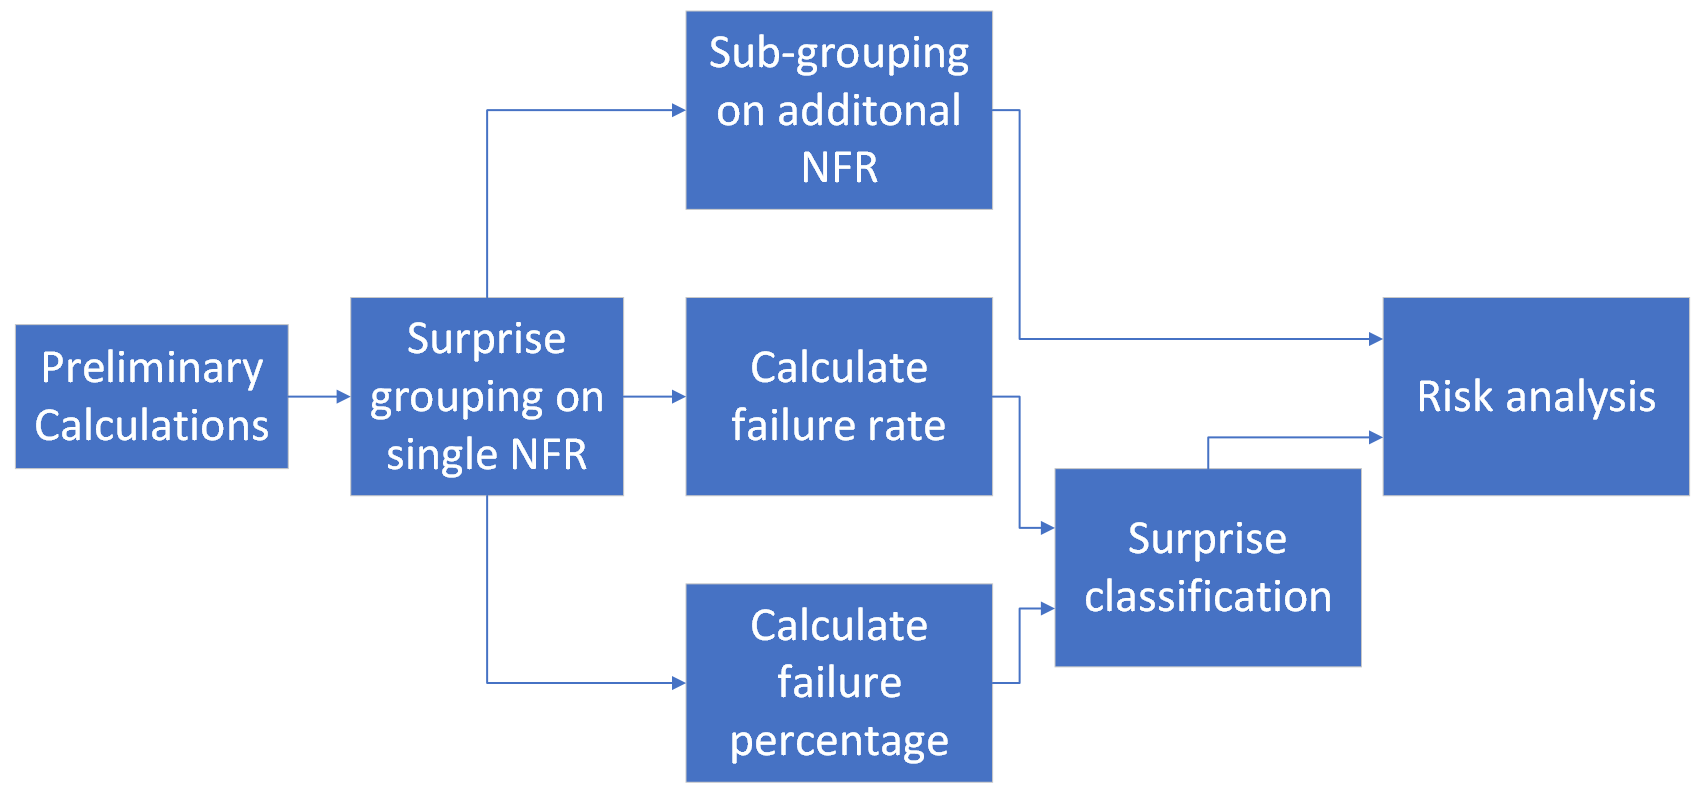 Preliminary
Calculations
Surprise
grouping on
single NFR
Sub-grouping
on additonal
NFR
Calculate
failure rate
Calculate
failure
percentage
Surprise
classification
Risk analysis